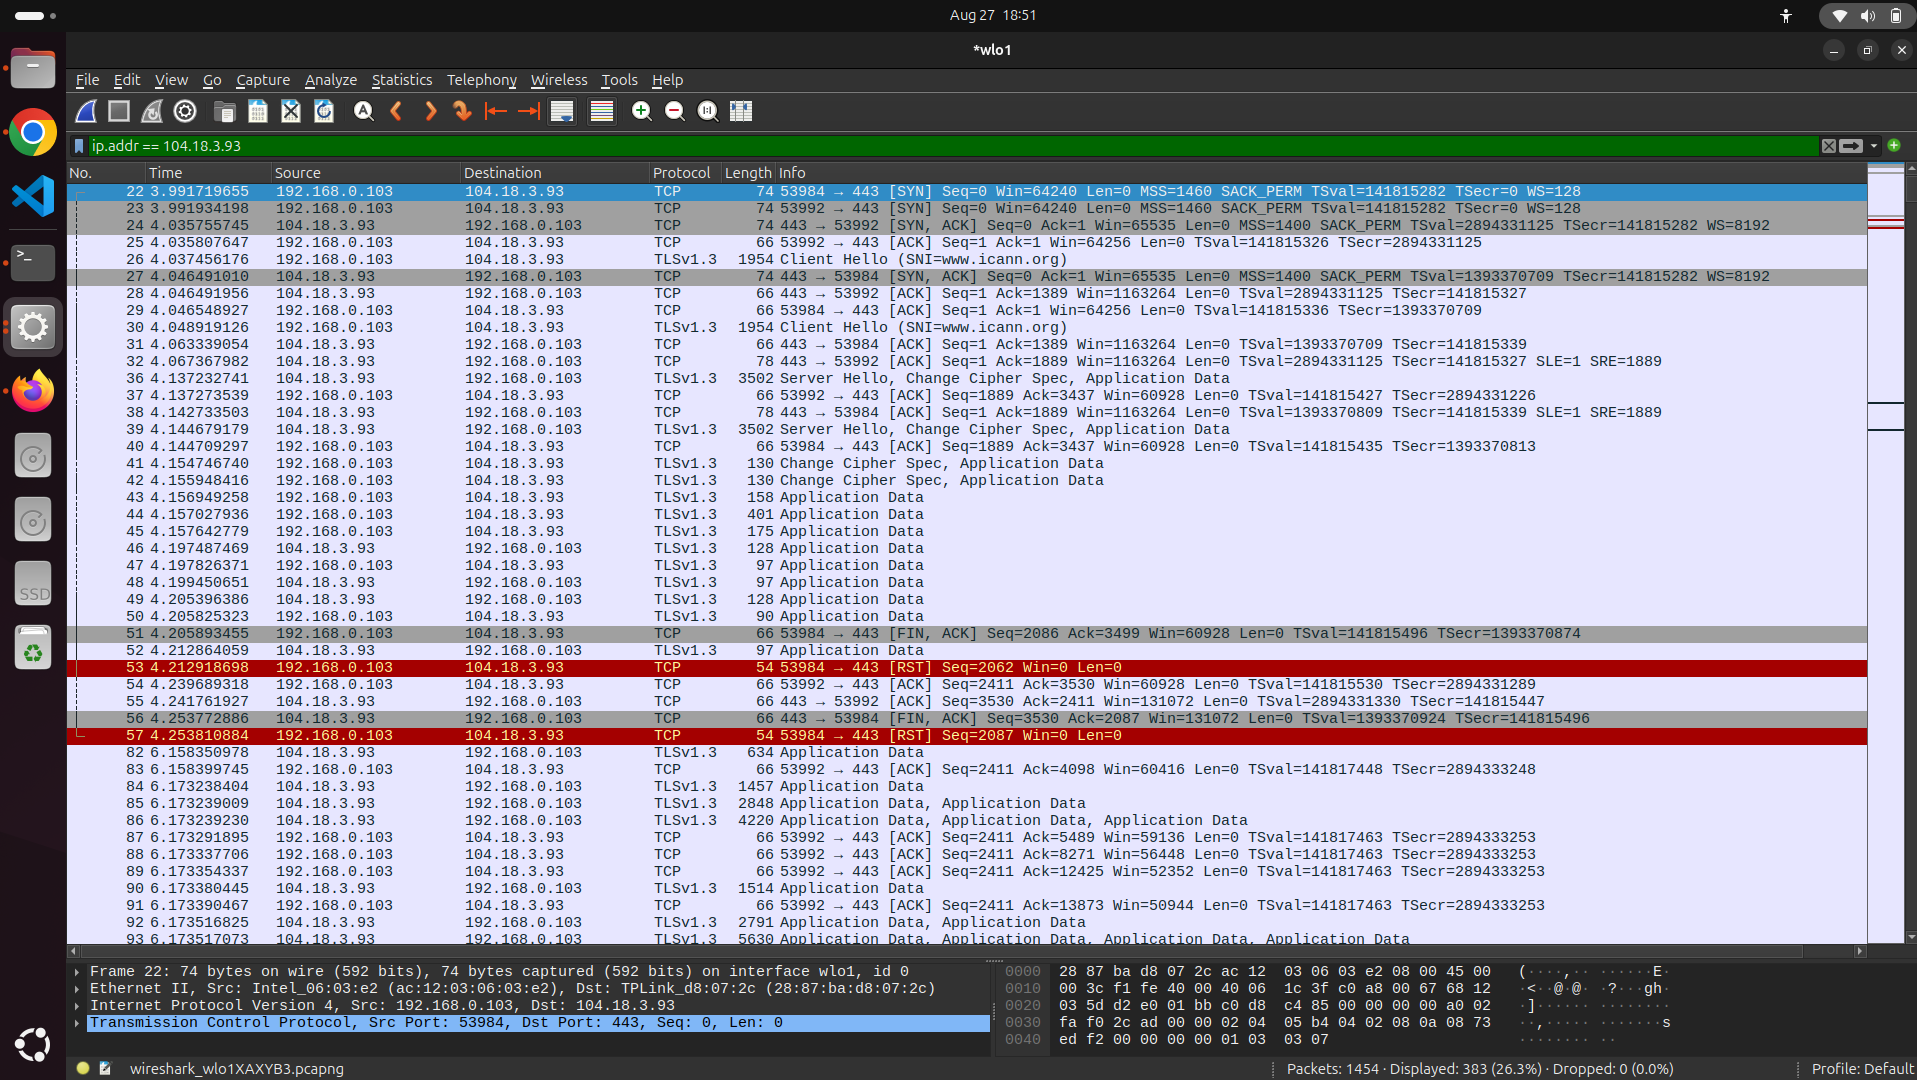 Aug 27 18:51
*wlo1
File Edit View Go Capture Analyze Statistics Telephony Wireless Tools Help
ip.addr == 104.18.3.93
No. Time Source Destination Protocol Length Info
22 3.991719655 192.168.0.103 104.18.3.93 TCP 74 53984 → 443 [SYN] Seq=0 Win=64240 Len=0 MSS=1460 SACK_PERM TSval=141815282 TSecr=0 WS=128
23 3.991934198 192.168.0.103 104.18.3.93 TCP 74 53992 → 443 [SYN] Seq=0 Win=64240 Len=0 MSS=1460 SACK_PERM TSval=141815282 TSecr=0 WS=128
24 4.035755745 104.18.3.93 192.168.0.103 TCP 74 443 → 53992 [SYN, ACK] Seq=0 Ack=1 Win=65535 Len=0 MSS=1400 SACK_PERM TSval=2894331125 TSecr=141815282 WS=8192
25 4.035807647 192.168.0.103 104.18.3.93 TCP 66 53992 → 443 [ACK] Seq=1 Ack=1 Win=64256 Len=0 TSval=141815326 TSecr=2894331125
26 4.037456176 192.168.0.103 104.18.3.93 TLSv1.3 1954 Client Hello (SNI=www.icann.org)
27 4.046491010 104.18.3.93 192.168.0.103 TCP 74 443 → 53984 [SYN, ACK] Seq=0 Ack=1 Win=65535 Len=0 MSS=1400 SACK_PERM TSval=1393370709 TSecr=141815282 WS=8192
28 4.046491956 104.18.3.93 192.168.0.103 TCP 66 443 → 53992 [ACK] Seq=1 Ack=1389 Win=1163264 Len=0 TSval=2894331125 TSecr=141815327
29 4.046548927 192.168.0.103 104.18.3.93 TCP 66 53984 → 443 [ACK] Seq=1 Ack=1 Win=64256 Len=0 TSval=141815336 TSecr=1393370709
30 4.048919126 192.168.0.103 104.18.3.93 TLSv1.3 1954 Client Hello (SNI=www.icann.org)
31 4.063339054 104.18.3.93 192.168.0.103 TCP 66 443 → 53984 [ACK] Seq=1 Ack=1389 Win=1163264 Len=0 TSval=1393370709 TSecr=141815339
32 4.067367982 104.18.3.93 192.168.0.103 TCP 78 443 → 53992 [ACK] Seq=1 Ack=1889 Win=1163264 Len=0 TSval=2894331125 TSecr=141815327 SLE=1 SRE=1889
36 4.137232741 104.18.3.93 192.168.0.103 TLSv1.3 3502 Server Hello, Change Cipher Spec, Application Data
37 4.137273539 192.168.0.103 104.18.3.93 TCP 66 53992 → 443 [ACK] Seq=1889 Ack=3437 Win=60928 Len=0 TSval=141815427 TSecr=2894331226
38 4.142733503 104.18.3.93 192.168.0.103 TCP 78 443 → 53984 [ACK] Seq=1 Ack=1889 Win=1163264 Len=0 TSval=1393370809 TSecr=141815339 SLE=1 SRE=1889
39 4.144679179 104.18.3.93 192.168.0.103 TLSv1.3 3502 Server Hello, Change Cipher Spec, Application Data
40 4.144709297 192.168.0.103 104.18.3.93 TCP 66 53984 → 443 [ACK] Seq=1889 Ack=3437 Win=60928 Len=0 TSval=141815435 TSecr=1393370813
41 4.154746740 192.168.0.103 104.18.3.93 TLSv1.3 130 Change Cipher Spec, Application Data
42 4.155948416 192.168.0.103 104.18.3.93 TLSv1.3 130 Change Cipher Spec, Application Data
43 4.156949258 192.168.0.103 104.18.3.93 TLSv1.3 158 Application Data
44 4.157027936 192.168.0.103 104.18.3.93 TLSv1.3 401 Application Data
45 4.157642779 192.168.0.103 104.18.3.93 TLSv1.3 175 Application Data
46 4.197487469 104.18.3.93 192.168.0.103 TLSv1.3 128 Application Data
47 4.197826371 192.168.0.103 104.18.3.93 TLSv1.3 97 Application Data
48 4.199450651 104.18.3.93 192.168.0.103 TLSv1.3 97 Application Data
49 4.205396386 104.18.3.93 192.168.0.103 TLSv1.3 128 Application Data
50 4.205825323 192.168.0.103 104.18.3.93 TLSv1.3 90 Application Data
51 4.205893455 192.168.0.103 104.18.3.93 TCP 66 53984 → 443 [FIN, ACK] Seq=2086 Ack=3499 Win=60928 Len=0 TSval=141815496 TSecr=1393370874
52 4.212864059 104.18.3.93 192.168.0.103 TLSv1.3 97 Application Data
53 4.212918698 192.168.0.103 104.18.3.93 TCP 54 53984 → 443 [RST] Seq=2062 Win=0 Len=0
54 4.239689318 192.168.0.103 104.18.3.93 TCP 66 53992 → 443 [ACK] Seq=2411 Ack=3530 Win=60928 Len=0 TSval=141815530 TSecr=2894331289
55 4.241761927 104.18.3.93 192.168.0.103 TCP 66 443 → 53992 [ACK] Seq=3530 Ack=2411 Win=131072 Len=0 TSval=2894331330 TSecr=141815447
56 4.253772886 104.18.3.93 192.168.0.103 TCP 66 443 → 53984 [FIN, ACK] Seq=3530 Ack=2087 Win=131072 Len=0 TSval=1393370924 TSecr=141815496
57 4.253810884 192.168.0.103 104.18.3.93 TCP 54 53984 → 443 [RST] Seq=2087 Win=0 Len=0
82 6.158350978 104.18.3.93 192.168.0.103 TLSv1.3 634 Application Data
83 6.158399745 192.168.0.103 104.18.3.93 TCP 66 53992 → 443 [ACK] Seq=2411 Ack=4098 Win=60416 Len=0 TSval=141817448 TSecr=2894333248
84 6.173238404 104.18.3.93 192.168.0.103 TLSv1.3 1457 Application Data
85 6.173239009 104.18.3.93 192.168.0.103 TLSv1.3 2848 Application Data, Application Data
86 6.173239230 104.18.3.93 192.168.0.103 TLSv1.3 4220 Application Data, Application Data, Application Data
87 6.173291895 192.168.0.103 104.18.3.93 TCP 66 53992 → 443 [ACK] Seq=2411 Ack=5489 Win=59136 Len=0 TSval=141817463 TSecr=2894333253
88 6.173337706 192.168.0.103 104.18.3.93 TCP 66 53992 → 443 [ACK] Seq=2411 Ack=8271 Win=56448 Len=0 TSval=141817463 TSecr=2894333253
89 6.173354337 192.168.0.103 104.18.3.93 TCP 66 53992 → 443 [ACK] Seq=2411 Ack=12425 Win=52352 Len=0 TSval=141817463 TSecr=2894333253
90 6.173380445 104.18.3.93 192.168.0.103 TLSv1.3 1514 Application Data
91 6.173390467 192.168.0.103 104.18.3.93 TCP 66 53992 → 443 [ACK] Seq=2411 Ack=13873 Win=50944 Len=0 TSval=141817463 TSecr=2894333253
92 6.173516825 104.18.3.93 192.168.0.103 TLSv1.3 2791 Application Data, Application Data
93 6.173517073 104.18.3.93 192.168.0.103 TLSv1.3 5630 Application Data, Application Data, Application Data, Application Data
SSD
Frame 22: 74 bytes on wire (592 bits), 74 bytes captured (592 bits) on interface wlo1, id 0
Ethernet II, Src: Intel_06:03:e2 (ac:12:03:06:03:e2), Dst: TPLink_d8:07:2c (28:87:ba:d8:07:2c)
Internet Protocol Version 4, Src: 192.168.0.103, Dst: 104.18.3.93
Transmission Control Protocol, Src Port: 53984, Dst Port: 443, Seq: 0, Len: 0
0000 28 87 ba d8 07 2c ac 12 03 06 03 e2 08 00 45 00 (····,·· ······E·
0010 00 3c f1 fe 40 00 40 06 1c 3f c0 a8 00 67 68 12 ·<··@·@· ·?···gh·
0020 03 5d d2 e0 01 bb c0 d8 c4 85 00 00 00 00 a0 02 ·]······ ········
0030 fa f0 2c ad 00 00 02 04 05 b4 04 02 08 0a 08 73 ··,····· ·······s
0040 ed f2 00 00 00 00 01 03 03 07 ········ ··
wireshark_wlo1XAXYB3.pcapng
Packets: 1454 · Displayed: 383 (26.3%) · Dropped: 0 (0.0%)
Profile: Default